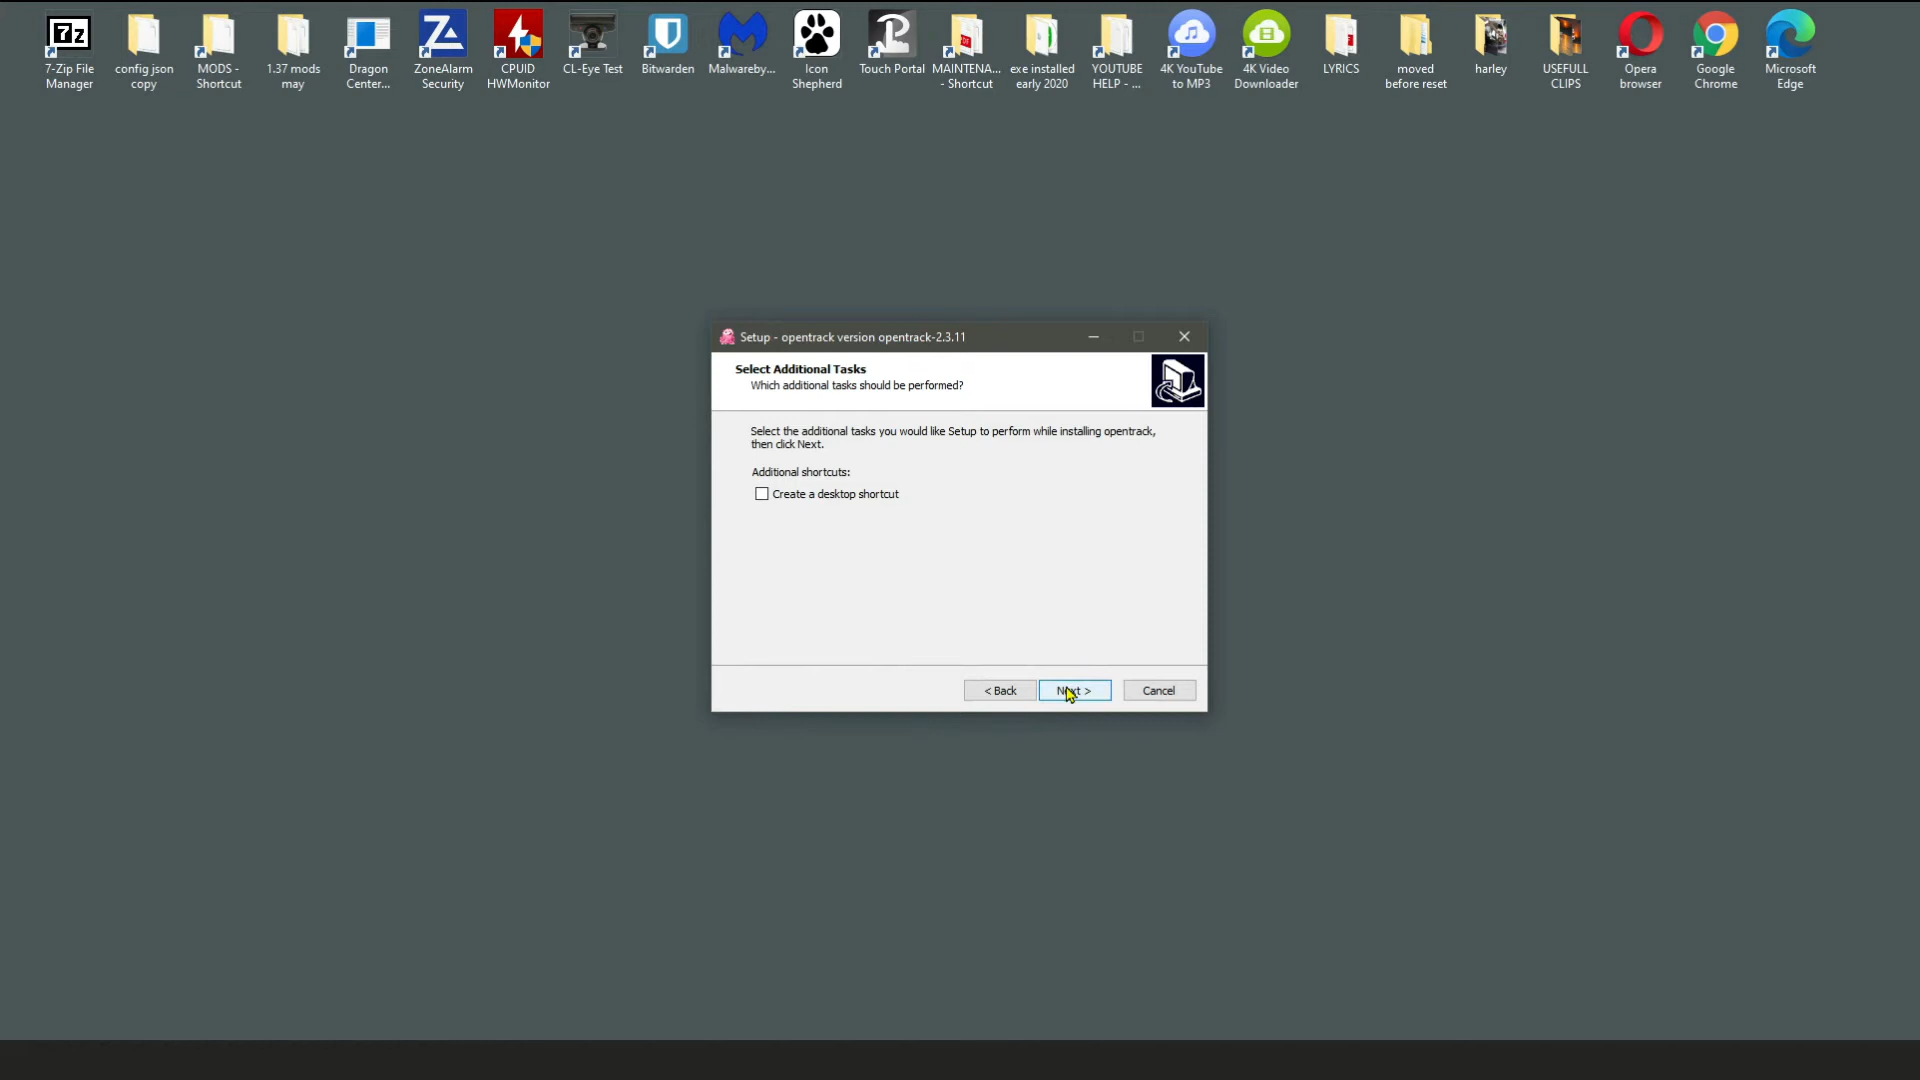 7z
7-Zip File
Manager
config json
copy
MODS -
Shortcut
1.37 mods
may
Dragon
Center...
ZoneAlarm
Security
CPUID
HWMonitor
CL-Eye Test
Bitwarden
Malwareby...
Icon
Shepherd
Touch Portal
MAINTENA...
- Shortcut
exe installed
early 2020
YOUTUBE
HELP - ...
4K YouTube
to MP3
4K Video
Downloader
LYRICS
moved
before reset
harley
USEFULL
CLIPS
Opera
browser
Google
Chrome
Microsoft
Edge
Setup - opentrack version opentrack-2.3.11
Select Additional Tasks
Which additional tasks should be performed?
Select the additional tasks you would like Setup to perform while installing opentrack,
then click Next.
Additional shortcuts:
Create a desktop shortcut
< Back
Next >
Cancel